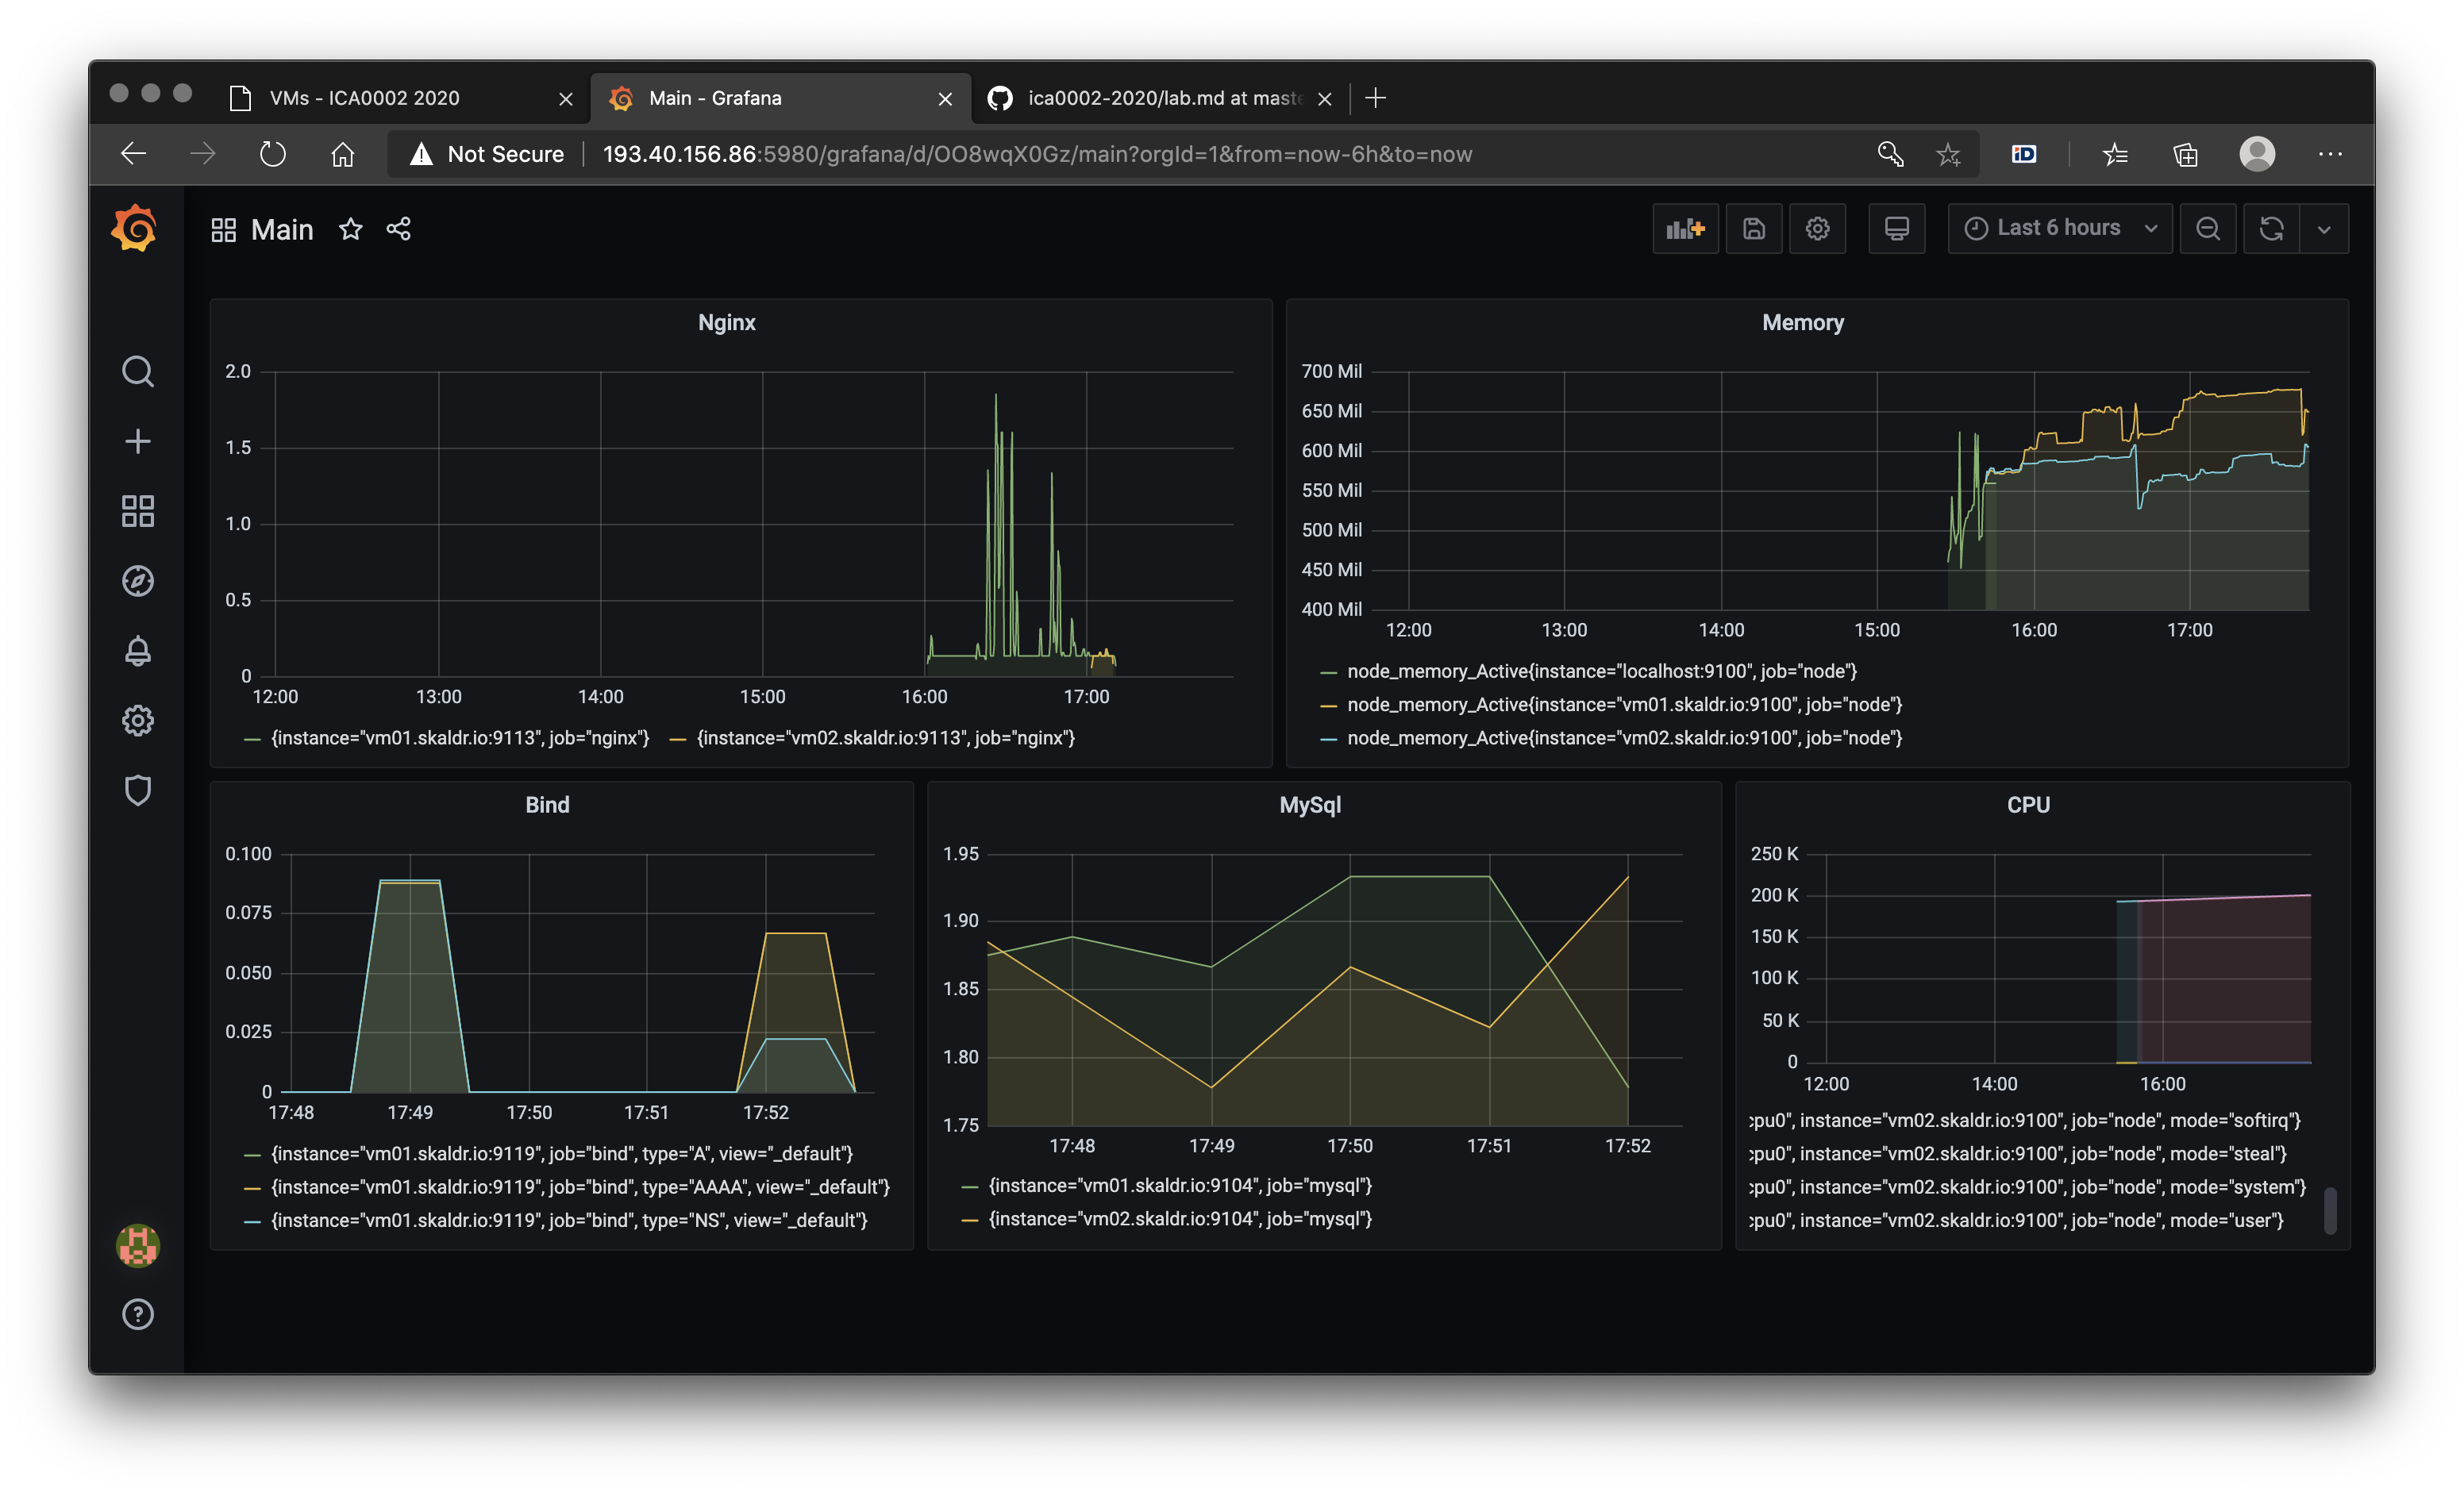 VMs - ICA0002 2020
Main - Grafana
ica0002-2020/lab.md at maste
Not Secure
193.40.156.86:5980/grafana/d/OO8wqX0Gz/main?orgId=1&from=now-6h&to=now
iD
Main
Last 6 hours
Nginx
2.0
1.5
1.0
0.5
0
12:00 13:00 14:00 15:00 16:00 17:00
{instance="vm01.skaldr.io:9113", job="nginx"} {instance="vm02.skaldr.io:9113", job="nginx"}
Memory
700 Mil
650 Mil
600 Mil
550 Mil
500 Mil
450 Mil
400 Mil
12:00 13:00 14:00 15:00 16:00 17:00
node_memory_Active{instance="localhost:9100", job="node"}
node_memory_Active{instance="vm01.skaldr.io:9100", job="node"}
node_memory_Active{instance="vm02.skaldr.io:9100", job="node"}
Bind
0.100
0.075
0.050
0.025
0
17:48 17:49 17:50 17:51 17:52
{instance="vm01.skaldr.io:9119", job="bind", type="A", view="_default"}
{instance="vm01.skaldr.io:9119", job="bind", type="AAAA", view="_default"}
{instance="vm01.skaldr.io:9119", job="bind", type="NS", view="_default"}
MySql
1.95
1.90
1.85
1.80
1.75
17:48 17:49 17:50 17:51 17:52
{instance="vm01.skaldr.io:9104", job="mysql"}
{instance="vm02.skaldr.io:9104", job="mysql"}
CPU
250 K
200 K
150 K
100 K
50 K
0
12:00 14:00 16:00
cpu0", instance="vm02.skaldr.io:9100", job="node", mode="softirq"}
cpu0", instance="vm02.skaldr.io:9100", job="node", mode="steal"}
cpu0", instance="vm02.skaldr.io:9100", job="node", mode="system"}
cpu0", instance="vm02.skaldr.io:9100", job="node", mode="user"}